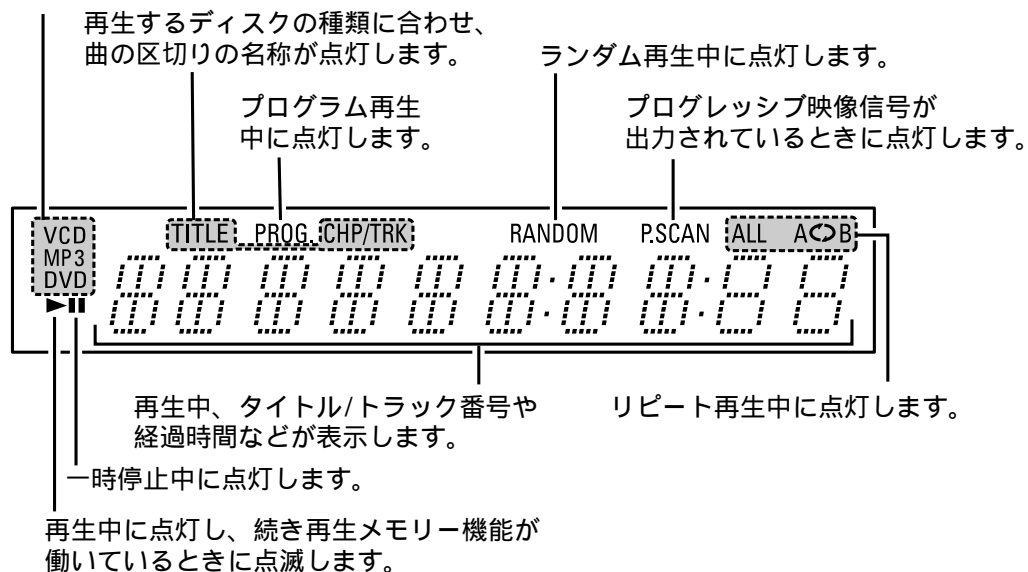 再生するディスクの種類に合わせ、
曲の区切りの名称が点灯します。
ランダム再生中に点灯します。
プログラム再生
中に点灯します。
プログレッシブ映像信号が
出力されているときに点灯します。
VCD
MP3
DVD
TITLE PROG. CHP/TRK RANDOM P.SCAN ALL A B
再生中、タイトル/トラック番号や
経過時間などが表示します。
リピート再生中に点灯します。
一時停止中に点灯します。
再生中に点灯し、続き再生メモリー機能が
働いているときに点滅します。